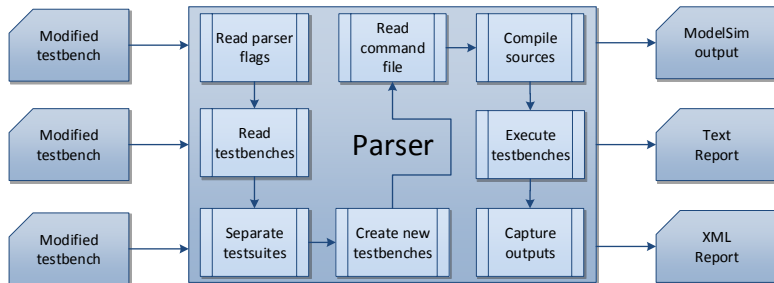 Modified
testbench
Modified
testbench
Modified
testbench
Read parser
flags
Read
testbenches
Separate
testsuites
Create new
testbenches
Read
command
file
Parser
Compile
sources
Execute
testbenches
Capture
outputs
ModelSim
output
Text
Report
XML
Report